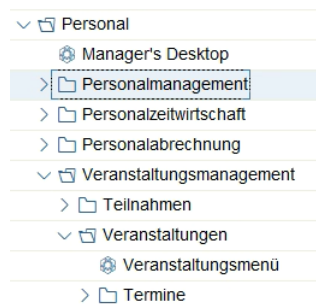 Personal
Manager's Desktop
Personalmanagement
Personalzeitwirtschaft
Personalabrechnung
Veranstaltungsmanagement
Teilnahmen
Veranstaltungen
Veranstaltungsmenü
Termine